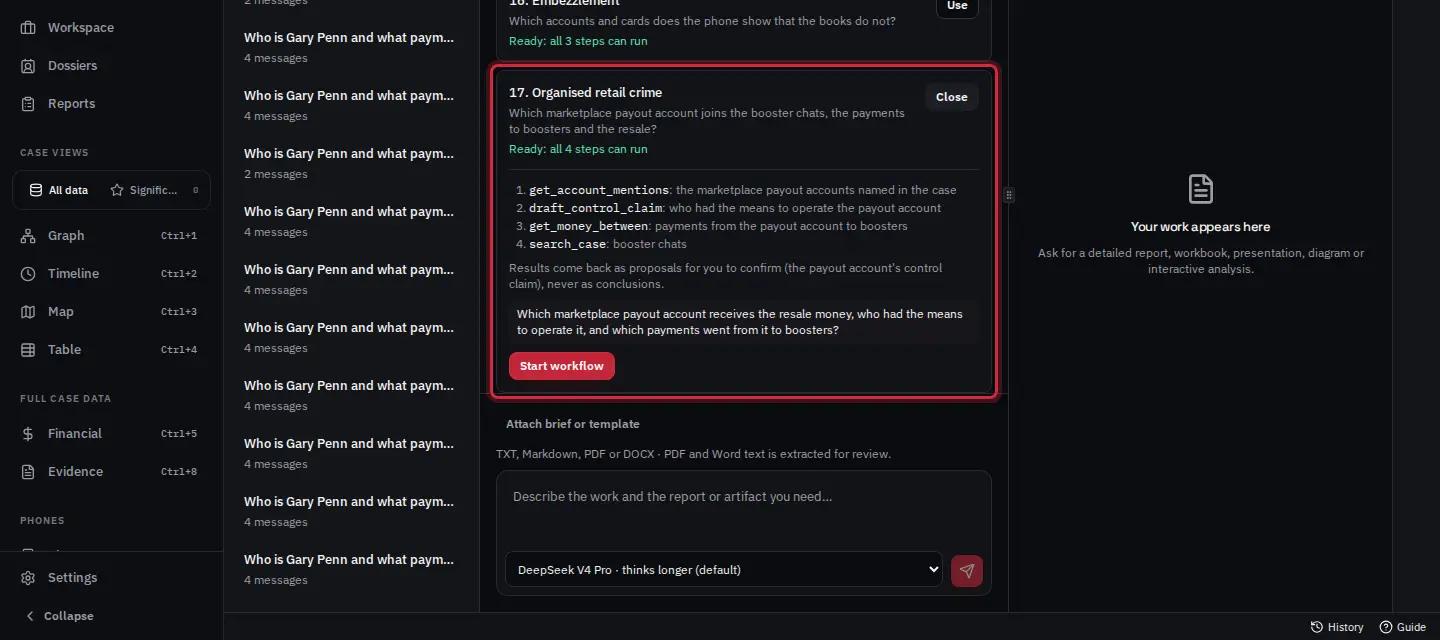 Workspace
Dossiers
Reports
CASE VIEWS
All data
Signific...
0
Graph
Ctrl+1
Timeline
Ctrl+2
Map
Ctrl+3
Table
Ctrl+4
FULL CASE DATA
Financial
Ctrl+5
Evidence
Ctrl+8
PHONES
Settings
Collapse
2 messages
Who is Gary Penn and what paym...
4 messages
Who is Gary Penn and what paym...
4 messages
Who is Gary Penn and what paym...
2 messages
Who is Gary Penn and what paym...
4 messages
Who is Gary Penn and what paym...
4 messages
Who is Gary Penn and what paym...
4 messages
Who is Gary Penn and what paym...
4 messages
Who is Gary Penn and what paym...
4 messages
Who is Gary Penn and what paym...
4 messages
Who is Gary Penn and what paym...
4 messages
16. Embezzlement
Use
Which accounts and cards does the phone show that the books do not?
Ready: all 3 steps can run
17. Organised retail crime
Close
Which marketplace payout account joins the booster chats, the payments
to boosters and the resale?
Ready: all 4 steps can run
1. get_account_mentions: the marketplace payout accounts named in the case
2. draft_control_claim: who had the means to operate the payout account
3. get_money_between: payments from the payout account to boosters
4. search_case: booster chats
Results come back as proposals for you to confirm (the payout account's control
claim), never as conclusions.
Which marketplace payout account receives the resale money, who had the means
to operate it, and which payments went from it to boosters?
Start workflow
Attach brief or template
TXT, Markdown, PDF or DOCX · PDF and Word text is extracted for review.
Describe the work and the report or artifact you need...
DeepSeek V4 Pro · thinks longer (default)
Your work appears here
Ask for a detailed report, workbook, presentation, diagram or
interactive analysis.
History
Guide